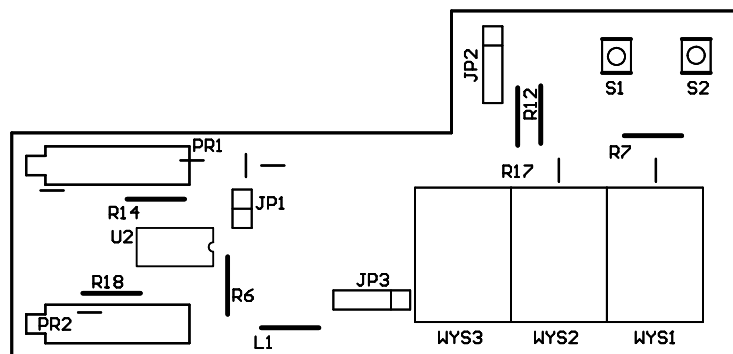 JP2
S1
S2
R12
PR1
R7
R17
R14
JP1
U2
R18
JP3
R6
PR2
L1
WYS3
WYS2
WYS1